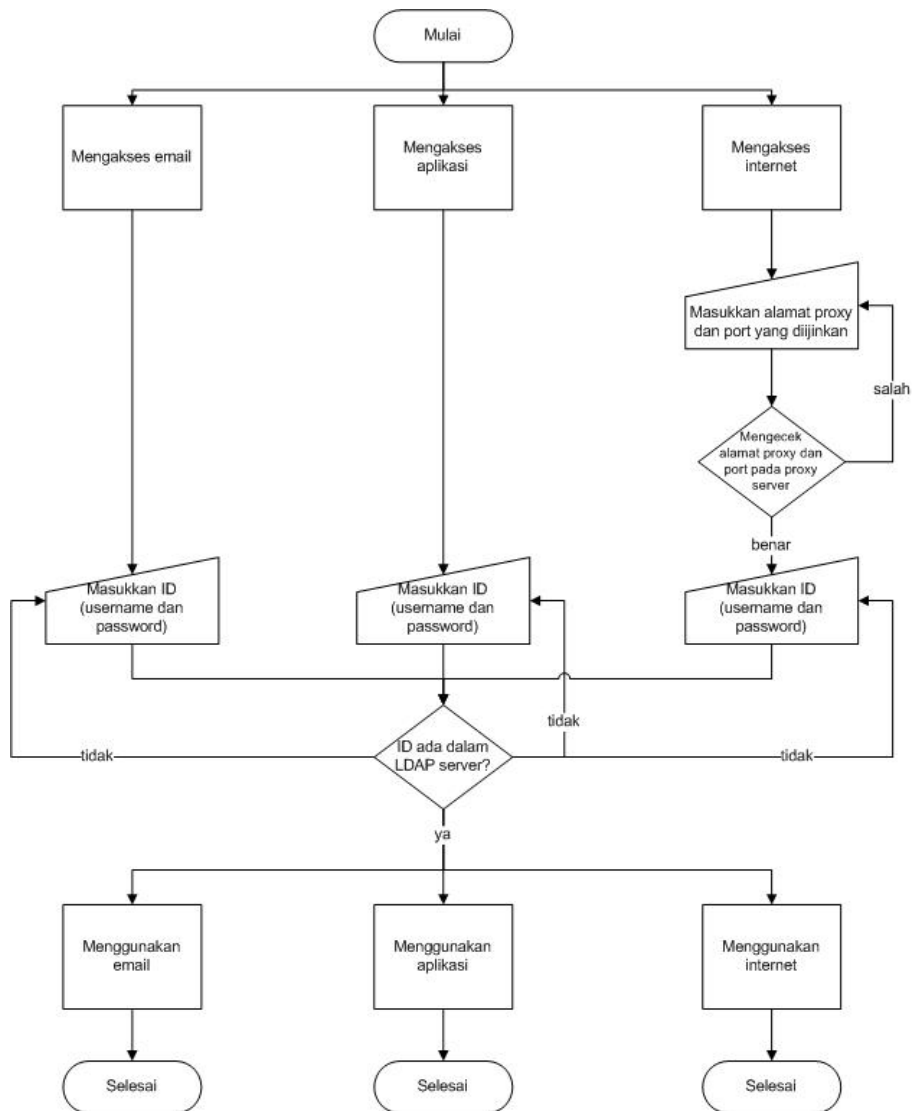 Mulai
Mengakses email
Mengakses
aplikasi
Mengakses
internet
Masukkan alamat proxy
dan port yang diijinkan
salah
Mengecek
alamat proxy dan
port pada proxy
server
benar
Masukkan ID
(username dan
password)
Masukkan ID
(username dan
password)
Masukkan ID
(username dan
password)
tidak
ID ada dalam
LDAP server?
tidak
tidak
ya
Menggunakan
email
Menggunakan
aplikasi
Menggunakan
internet
Selesai
Selesai
Selesai